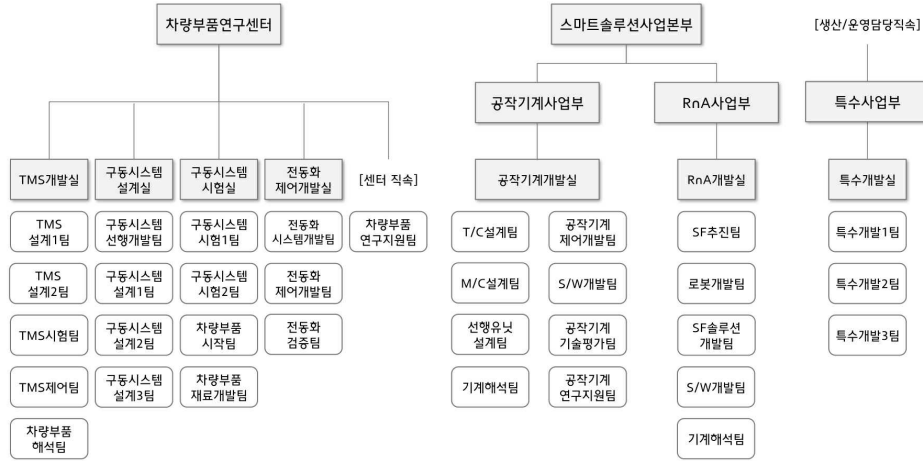 차량부품연구센터
스마트솔루션사업본부
[생산/운영담당직속]
공작기계사업부
RnA사업부
특수사업부
TMS개발실
구동시스템
설계실
구동시스템
시험실
전동화
제어개발실
[센터 직속]
공작기계개발실
RnA개발실
특수개발실
TMS
설계1팀
TMS
설계2팀
TMS시험팀
TMS제어팀
차량부품
해석팀
구동시스템
선행개발팀
구동시스템
설계1팀
구동시스템
설계2팀
구동시스템
설계3팀
구동시스템
시험1팀
구동시스템
시험2팀
차량부품
시작팀
차량부품
재료개발팀
전동화
시스템개발팀
전동화
제어개발팀
전동화
검증팀
차량부품
연구지원팀
T/C설계팀
M/C설계팀
선행유닛
설계팀
기계해석팀
공작기계
제어개발팀
S/W개발팀
공작기계
기술평가팀
공작기계
연구지원팀
SF추진팀
로봇개발팀
SF솔루션
개발팀
S/W개발팀
기계해석팀
특수개발1팀
특수개발2팀
특수개발3팀